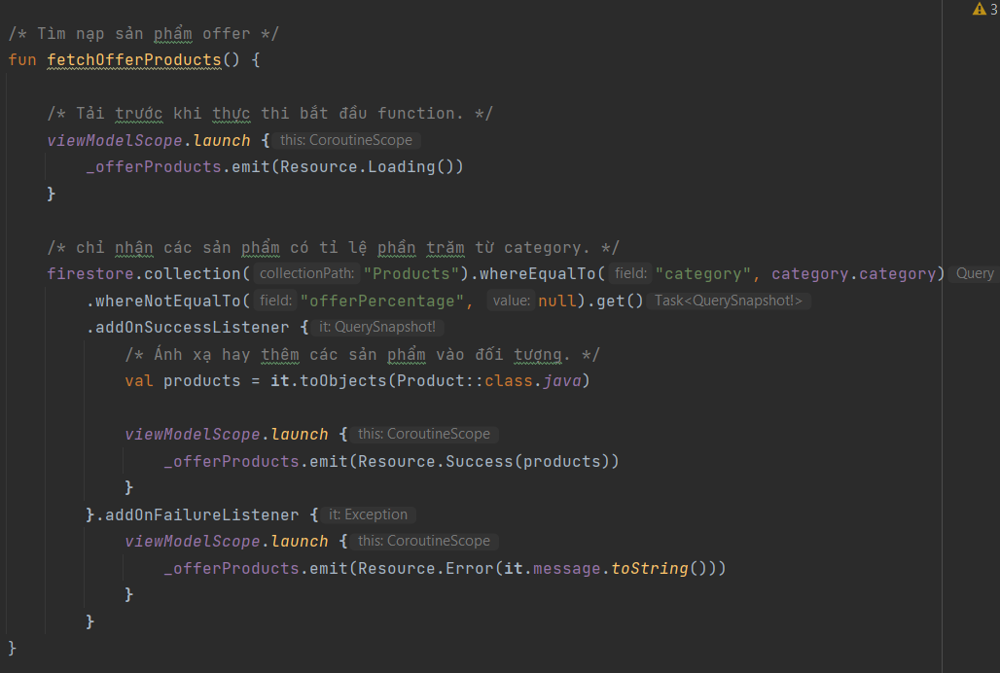 3
/* Tìm nạp sản phẩm offer */
fun fetchOfferProducts() {
/* Tải trước khi thực thi bắt đầu function. */
viewModelScope.launch { this: CoroutineScope
_offerProducts.emit(Resource.Loading())
}
/* chỉ nhận các sản phẩm có tỉ lệ phần trăm từ category. */
firestore.collection( collectionPath: "Products").whereEqualTo( field: "category", category.category) Query
.whereNotEqualTo( field: "offerPercentage", value: null).get() Task<QuerySnapshot!>
.addOnSuccessListener { it: QuerySnapshot!
/* Ánh xạ hay thêm các sản phẩm vào đối tượng. */
val products = it.toObjects(Product::class.java)
viewModelScope.launch { this: CoroutineScope
_offerProducts.emit(Resource.Success(products))
}
}.addOnFailureListener { it: Exception
viewModelScope.launch { this: CoroutineScope
_offerProducts.emit(Resource.Error(it.message.toString()))
}
}
}